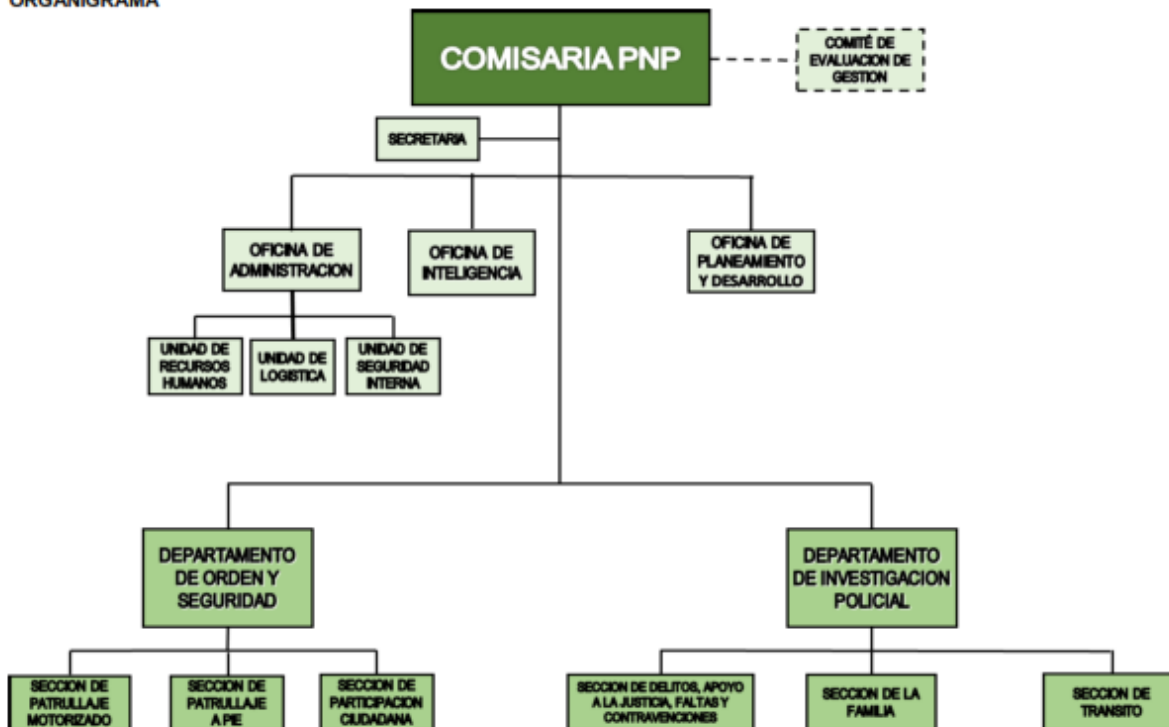 ORGANIGRAMA
COMISARIA PNP
COMITÉ DE
EVALUACION DE
GESTION
SECRETARIA
OFICINA DE
ADMINISTRACION
OFICINA DE
INTELIGENCIA
OFICINA DE
PLANEAMIENTO
Y DESARROLLO
UNIDAD DE
RECURSOS
HUMANOS
UNIDAD DE
LOGISTICA
UNIDAD DE
SEGURIDAD
INTERNA
DEPARTAMENTO
DE ORDEN Y
SEGURIDAD
DEPARTAMENTO
DE INVESTIGACION
POLICIAL
SECCION DE
PATRULLAJE
MOTORIZADO
SECCION DE
PATRULLAJE
A PIE
SECCION DE
PARTICIPACION
CIUDADANA
SECCION DE DELITOS, APOYO
A LA JUSTICIA, FALTAS Y
CONTRAVENCIONES
SECCION DE LA
FAMILIA
SECCION DE
TRANSITO